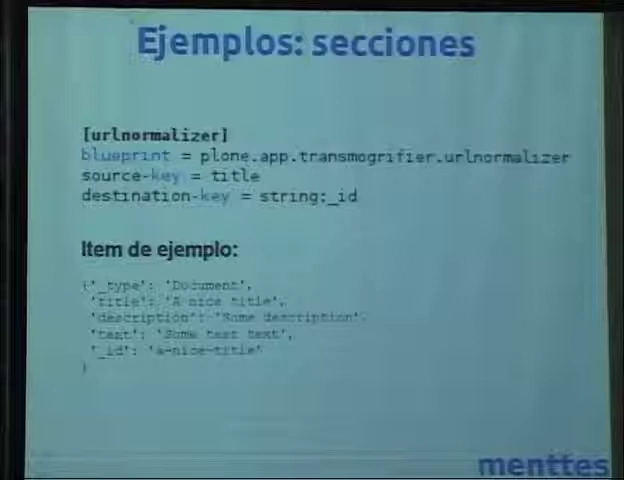 Ejemplos: secciones
[urlnormalizer]
blueprint = plone.app.transmogrifier.urlnormalizer
source-key = title
destination-key = string:_id
Item de ejemplo:
{'_type': 'Document',
'title': 'A nice title',
'description': 'Some description',
'text': 'Some test text',
'_id': 'a-nice-title'
}
menttes